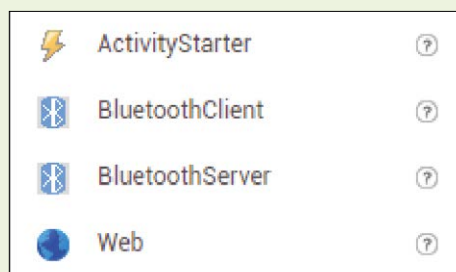 ActivityStarter ?
BluetoothClient ?
BluetoothServer ?
Web ?